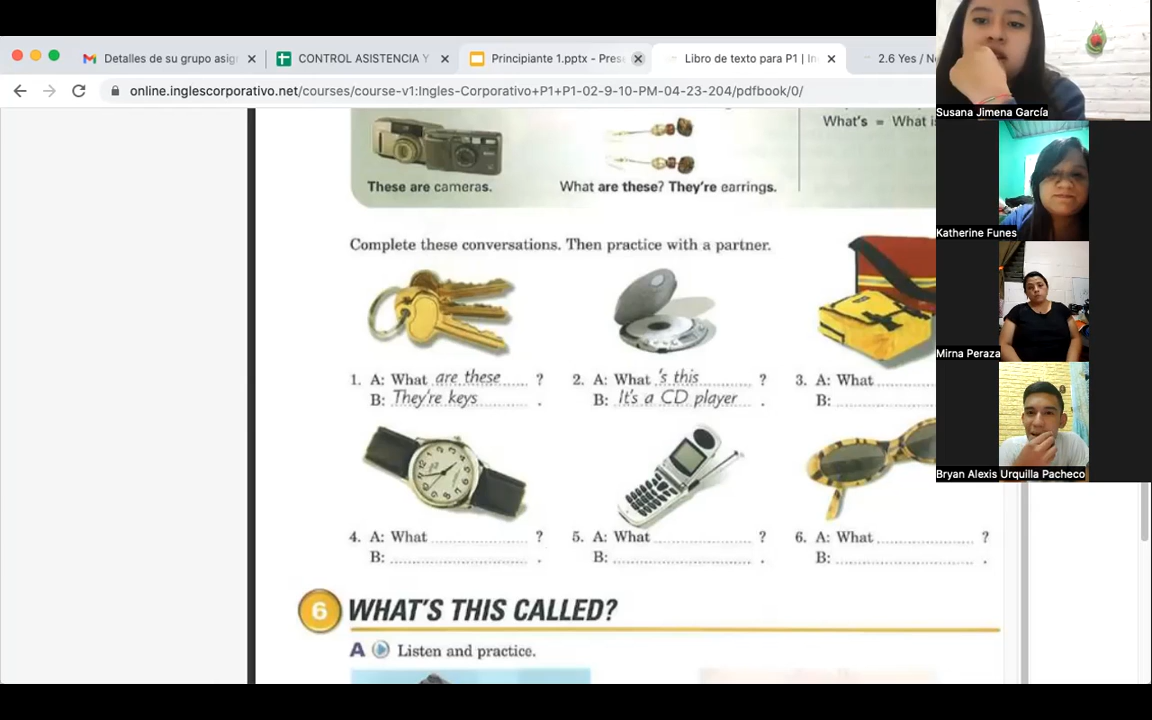 Detalles de su grupo asig
CONTROL ASISTENCIA Y
Principiante 1.pptx - Pres
Libro de texto para P1 | In
2.6 Yes / No
online.inglescorporativo.net/courses/course-v1:Ingles-Corporativo+P1+P1-02-9-10-PM-04-23-204/pdfbook/0/
Susana Jimena García
Katherine Funes
Mirna Peraza
Bryan Alexis Urquilla Pacheco
What's = What is
These are cameras.
What are these? They're earrings.
Complete these conversations. Then practice with a partner.
1. A: What are these ?
B: They're keys .
2. A: What 's this ?
B: It's a CD player .
3. A: What
B:
4. A: What ?
B: .
5. A: What ?
B: .
6. A: What ?
B: .
6 WHAT'S THIS CALLED?
A Listen and practice.